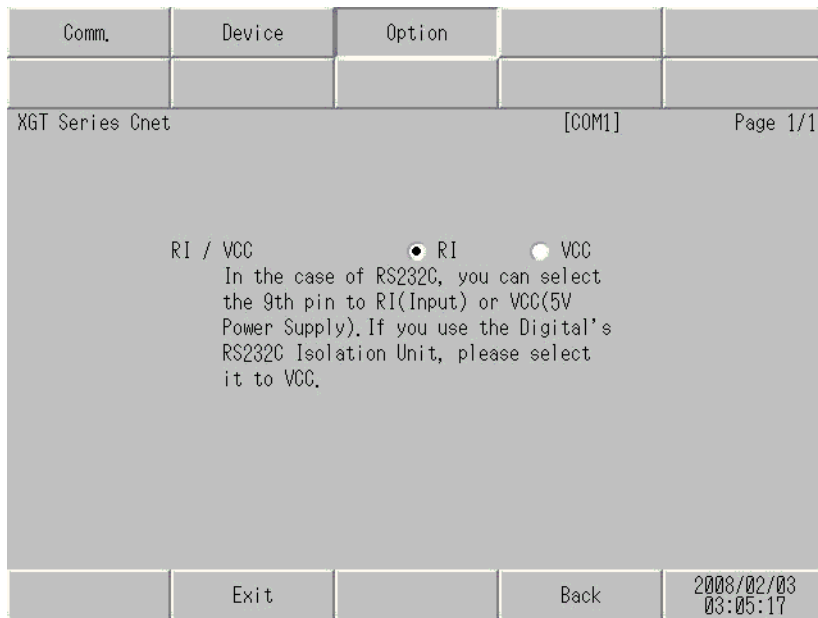 Comm. Device Option
XGT Series Cnet [COM1] Page 1/1
RI / VCC RI VCC
In the case of RS232C, you can select
the 9th pin to RI(Input) or VCC(5V
Power Supply). If you use the Digital's
RS232C Isolation Unit, please select
it to VCC.
Exit Back 2008/02/03
03:05:17